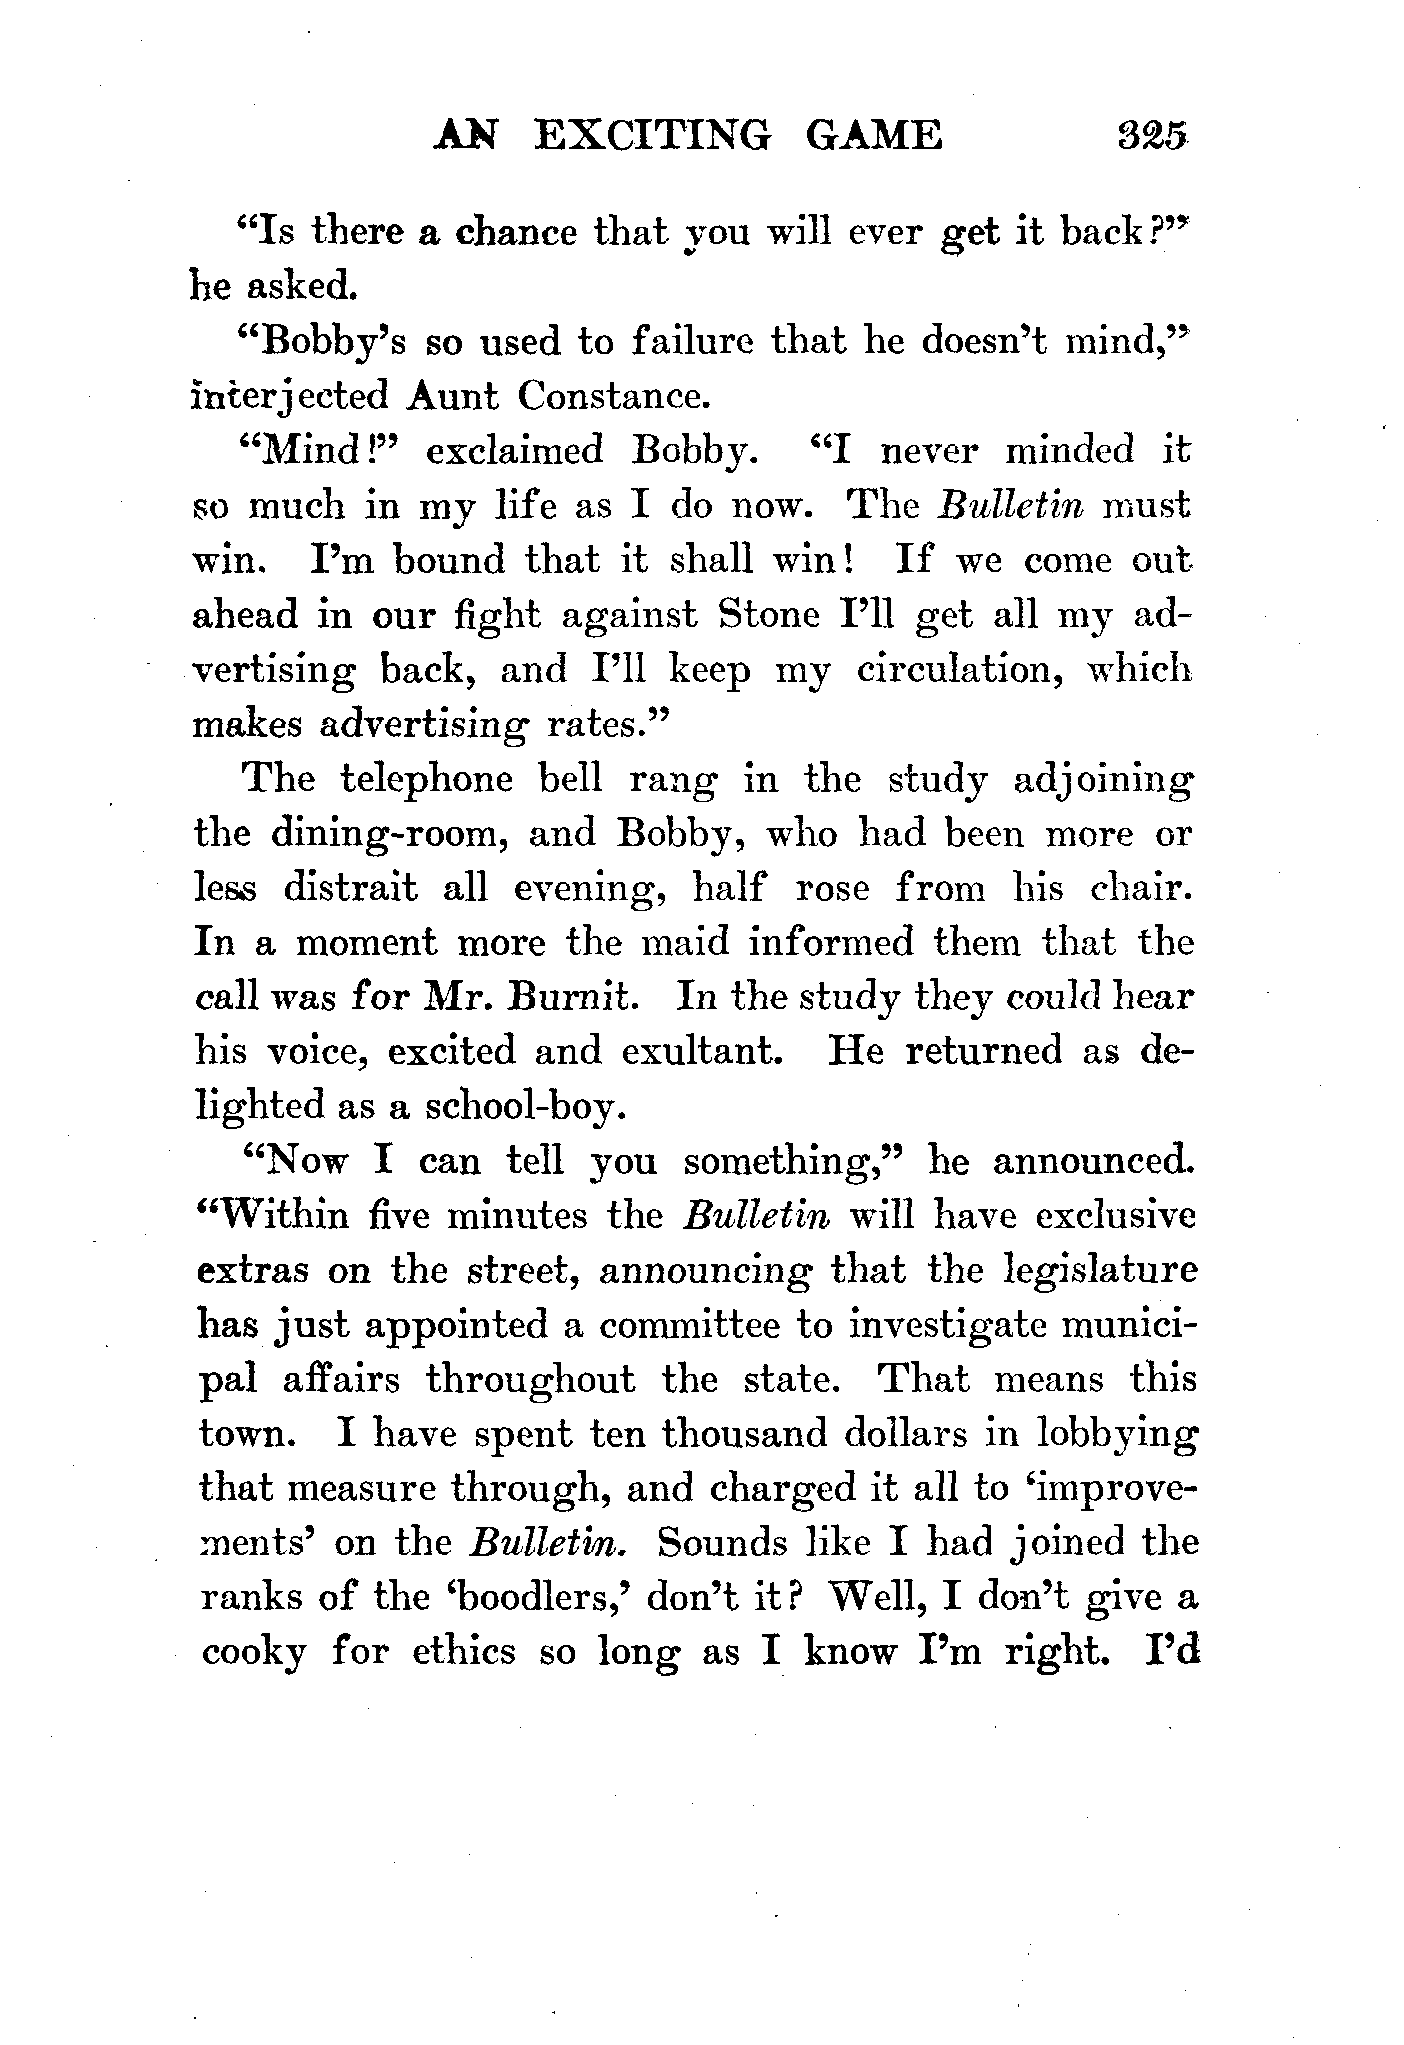 AN EXCITING GAME 325
“Is there a chance that you will ever get it back?”
he asked.
“Bobby’s so used to failure that he doesn’t mind,”
interjected Aunt Constance.
“Mind!” exclaimed Bobby. “I never minded it
so much in my life as I do now. The Bulletin must
win. I’m bound that it shall win! If we come out
ahead in our fight against Stone I’ll get all my ad-
vertising back, and I’ll keep my circulation, which
makes advertising rates.”
The telephone bell rang in the study adjoining
the dining-room, and Bobby, who had been more or
less distrait all evening, half rose from his chair.
In a moment more the maid informed them that the
call was for Mr. Burnit. In the study they could hear
his voice, excited and exultant. He returned as de-
lighted as a school-boy.
“Now I can tell you something,” he announced.
“Within five minutes the Bulletin will have exclusive
extras on the street, announcing that the legislature
has just appointed a committee to investigate munici-
pal affairs throughout the state. That means this
town. I have spent ten thousand dollars in lobbying
that measure through, and charged it all to ‘improve-
ments’ on the Bulletin. Sounds like I had joined the
ranks of the ‘boodlers,’ don’t it? Well, I don’t give a
cooky for ethics so long as I know I’m right. I’d